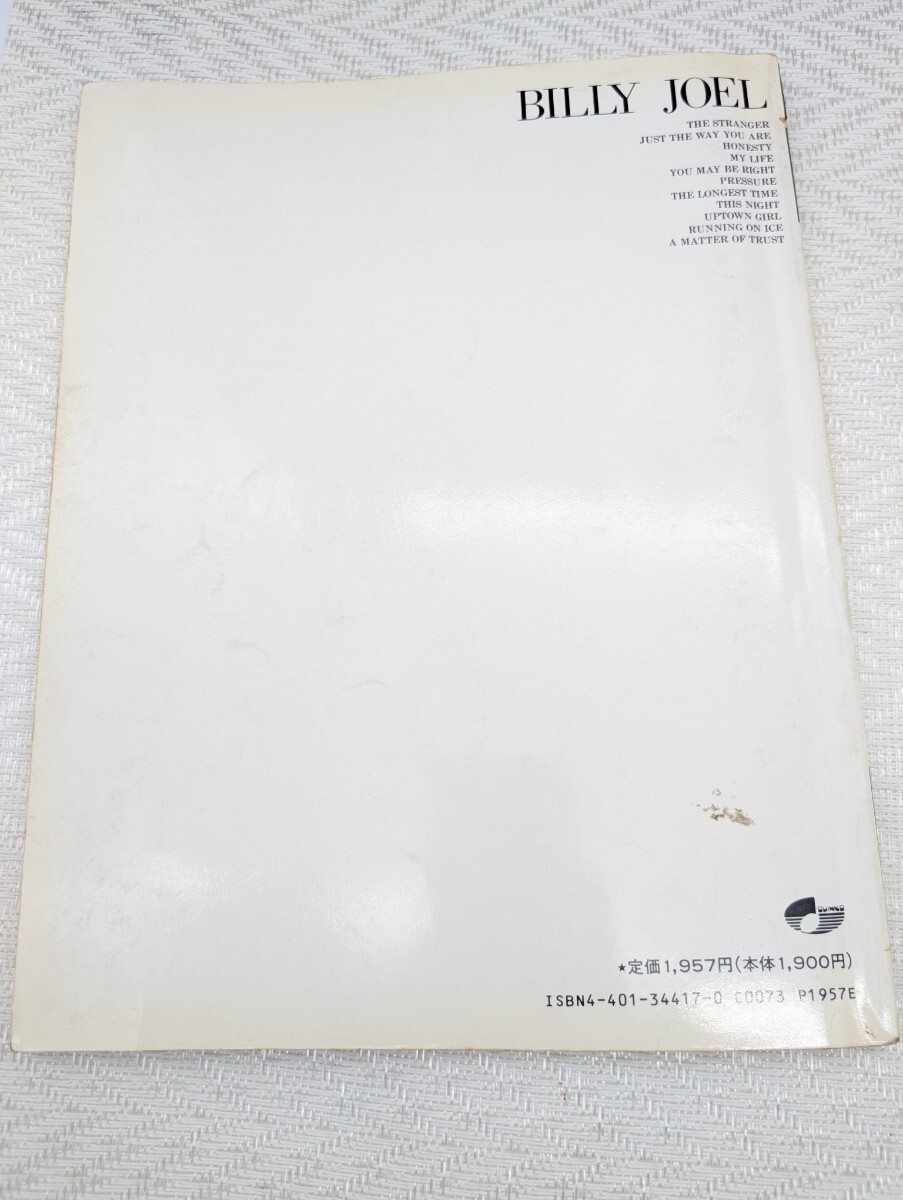 BILLY JOEL
THE STRANGER
JUST THE WAY YOU ARE
HONESTY
MY LIFE
YOU MAY BE RIGHT
PRESSURE
THE LONGEST TIME
THIS NIGHT
UPTOWN GIRL
RUNNING ON ICE
A MATTER OF TRUST
★定価1,957円(本体1,900円)
ISBN4-401-34417-0 C0073 P1957E